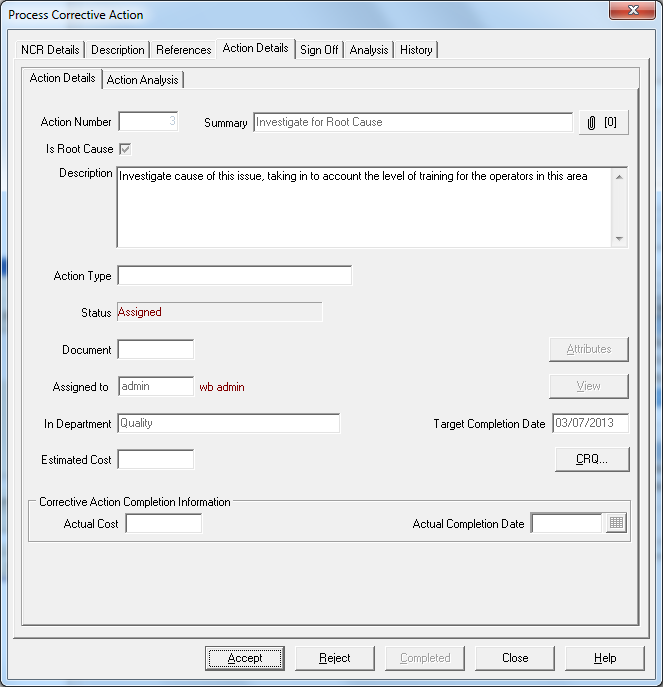 Process Corrective Action
NCR Details Description References Action Details Sign Off Analysis History
Action Details Action Analysis
Action Number 3 Summary Investigate for Root Cause [0]
Is Root Cause
Description Investigate cause of this issue, taking in to account the level of training for the operators in this area
Action Type
Status Assigned
Document Attributes
Assigned to admin wb admin View
In Department Quality Target Completion Date 03/07/2013
Estimated Cost CRQ...
Corrective Action Completion Information
Actual Cost Actual Completion Date
Accept Reject Completed Close Help